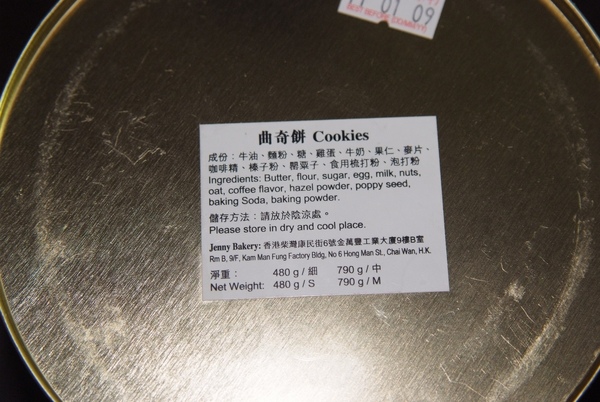 01 09
BEST BEFORE DD/MM/YY
曲奇餅 Cookies
成份：牛油、麵粉、糖、雞蛋、牛奶、果仁、麥片、
咖啡精、榛子粉、罌粟子、食用梳打粉、泡打粉
Ingredients: Butter, flour, sugar, egg, milk, nuts,
oat, coffee flavor, hazel powder, poppy seed,
baking Soda, baking powder.
儲存方法：請放於陰涼處。
Please store in dry and cool place.
Jenny Bakery: 香港柴灣康民街6號金萬豐工業大廈9樓B室
Rm B, 9/F, Kam Man Fung Factory Bldg, No 6 Hong Man St., Chai Wan, H.K.
淨重： 480 g / 細 790 g / 中
Net Weight: 480 g / S 790 g / M